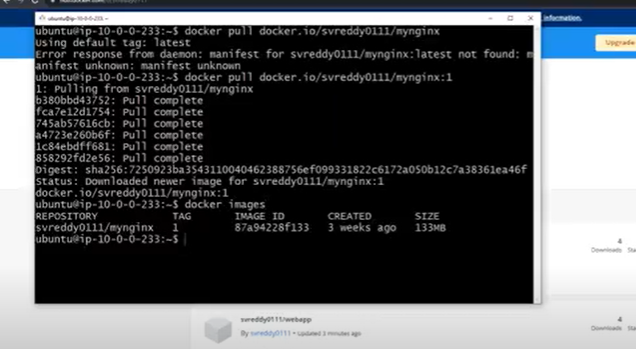 ubuntu@ip-10-0-0-233: ~
ubuntu@ip-10-0-0-233:~$ docker pull docker.io/svreddy0111/mynginx
Using default tag: latest
Error response from daemon: manifest for svreddy0111/mynginx:latest not found: m
anifest unknown: manifest unknown
ubuntu@ip-10-0-0-233:~$ docker pull docker.io/svreddy0111/mynginx:1
1: Pulling from svreddy0111/mynginx
b380bbd43752: Pull complete
fca7e12d1754: Pull complete
745ab57616cb: Pull complete
a4723e260b6f: Pull complete
1c84ebdff681: Pull complete
858292fd2e56: Pull complete
Digest: sha256:7250923ba3543110040462388756ef099331822c6172a050b12c7a38361ea46f
Status: Downloaded newer image for svreddy0111/mynginx:1
docker.io/svreddy0111/mynginx:1
ubuntu@ip-10-0-0-233:~$ docker images
REPOSITORY TAG IMAGE ID CREATED SIZE
svreddy0111/mynginx 1 87a94228f133 3 weeks ago 133MB
ubuntu@ip-10-0-0-233:~$
Upgrade
4
Downloads
svreddy0111/webapp
By svreddy0111 • Updated 3 minutes ago
4
Downloads